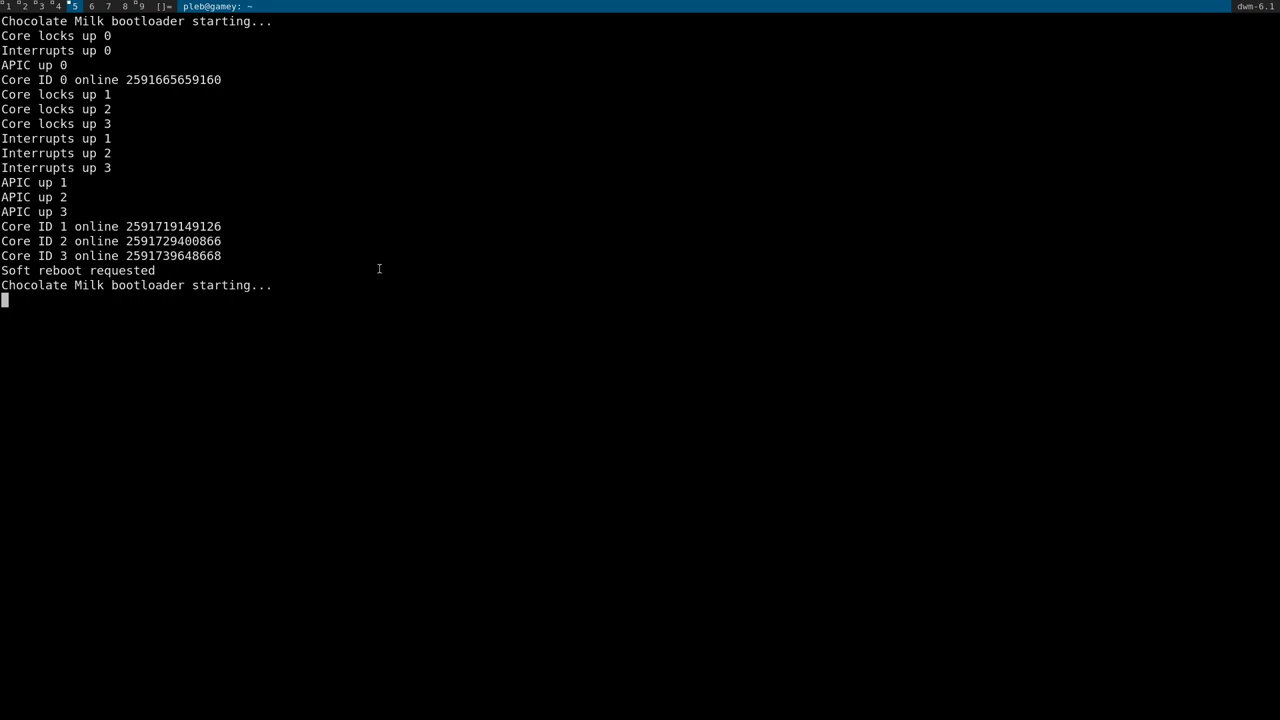 1 2 3 4 5 6 7 8 9 []= pleb@gamey: ~ dwm-6.1
Chocolate Milk bootloader starting...
Core locks up 0
Interrupts up 0
APIC up 0
Core ID 0 online 2591665659160
Core locks up 1
Core locks up 2
Core locks up 3
Interrupts up 1
Interrupts up 2
Interrupts up 3
APIC up 1
APIC up 2
APIC up 3
Core ID 1 online 2591719149126
Core ID 2 online 2591729400866
Core ID 3 online 2591739648668
Soft reboot requested
Chocolate Milk bootloader starting...